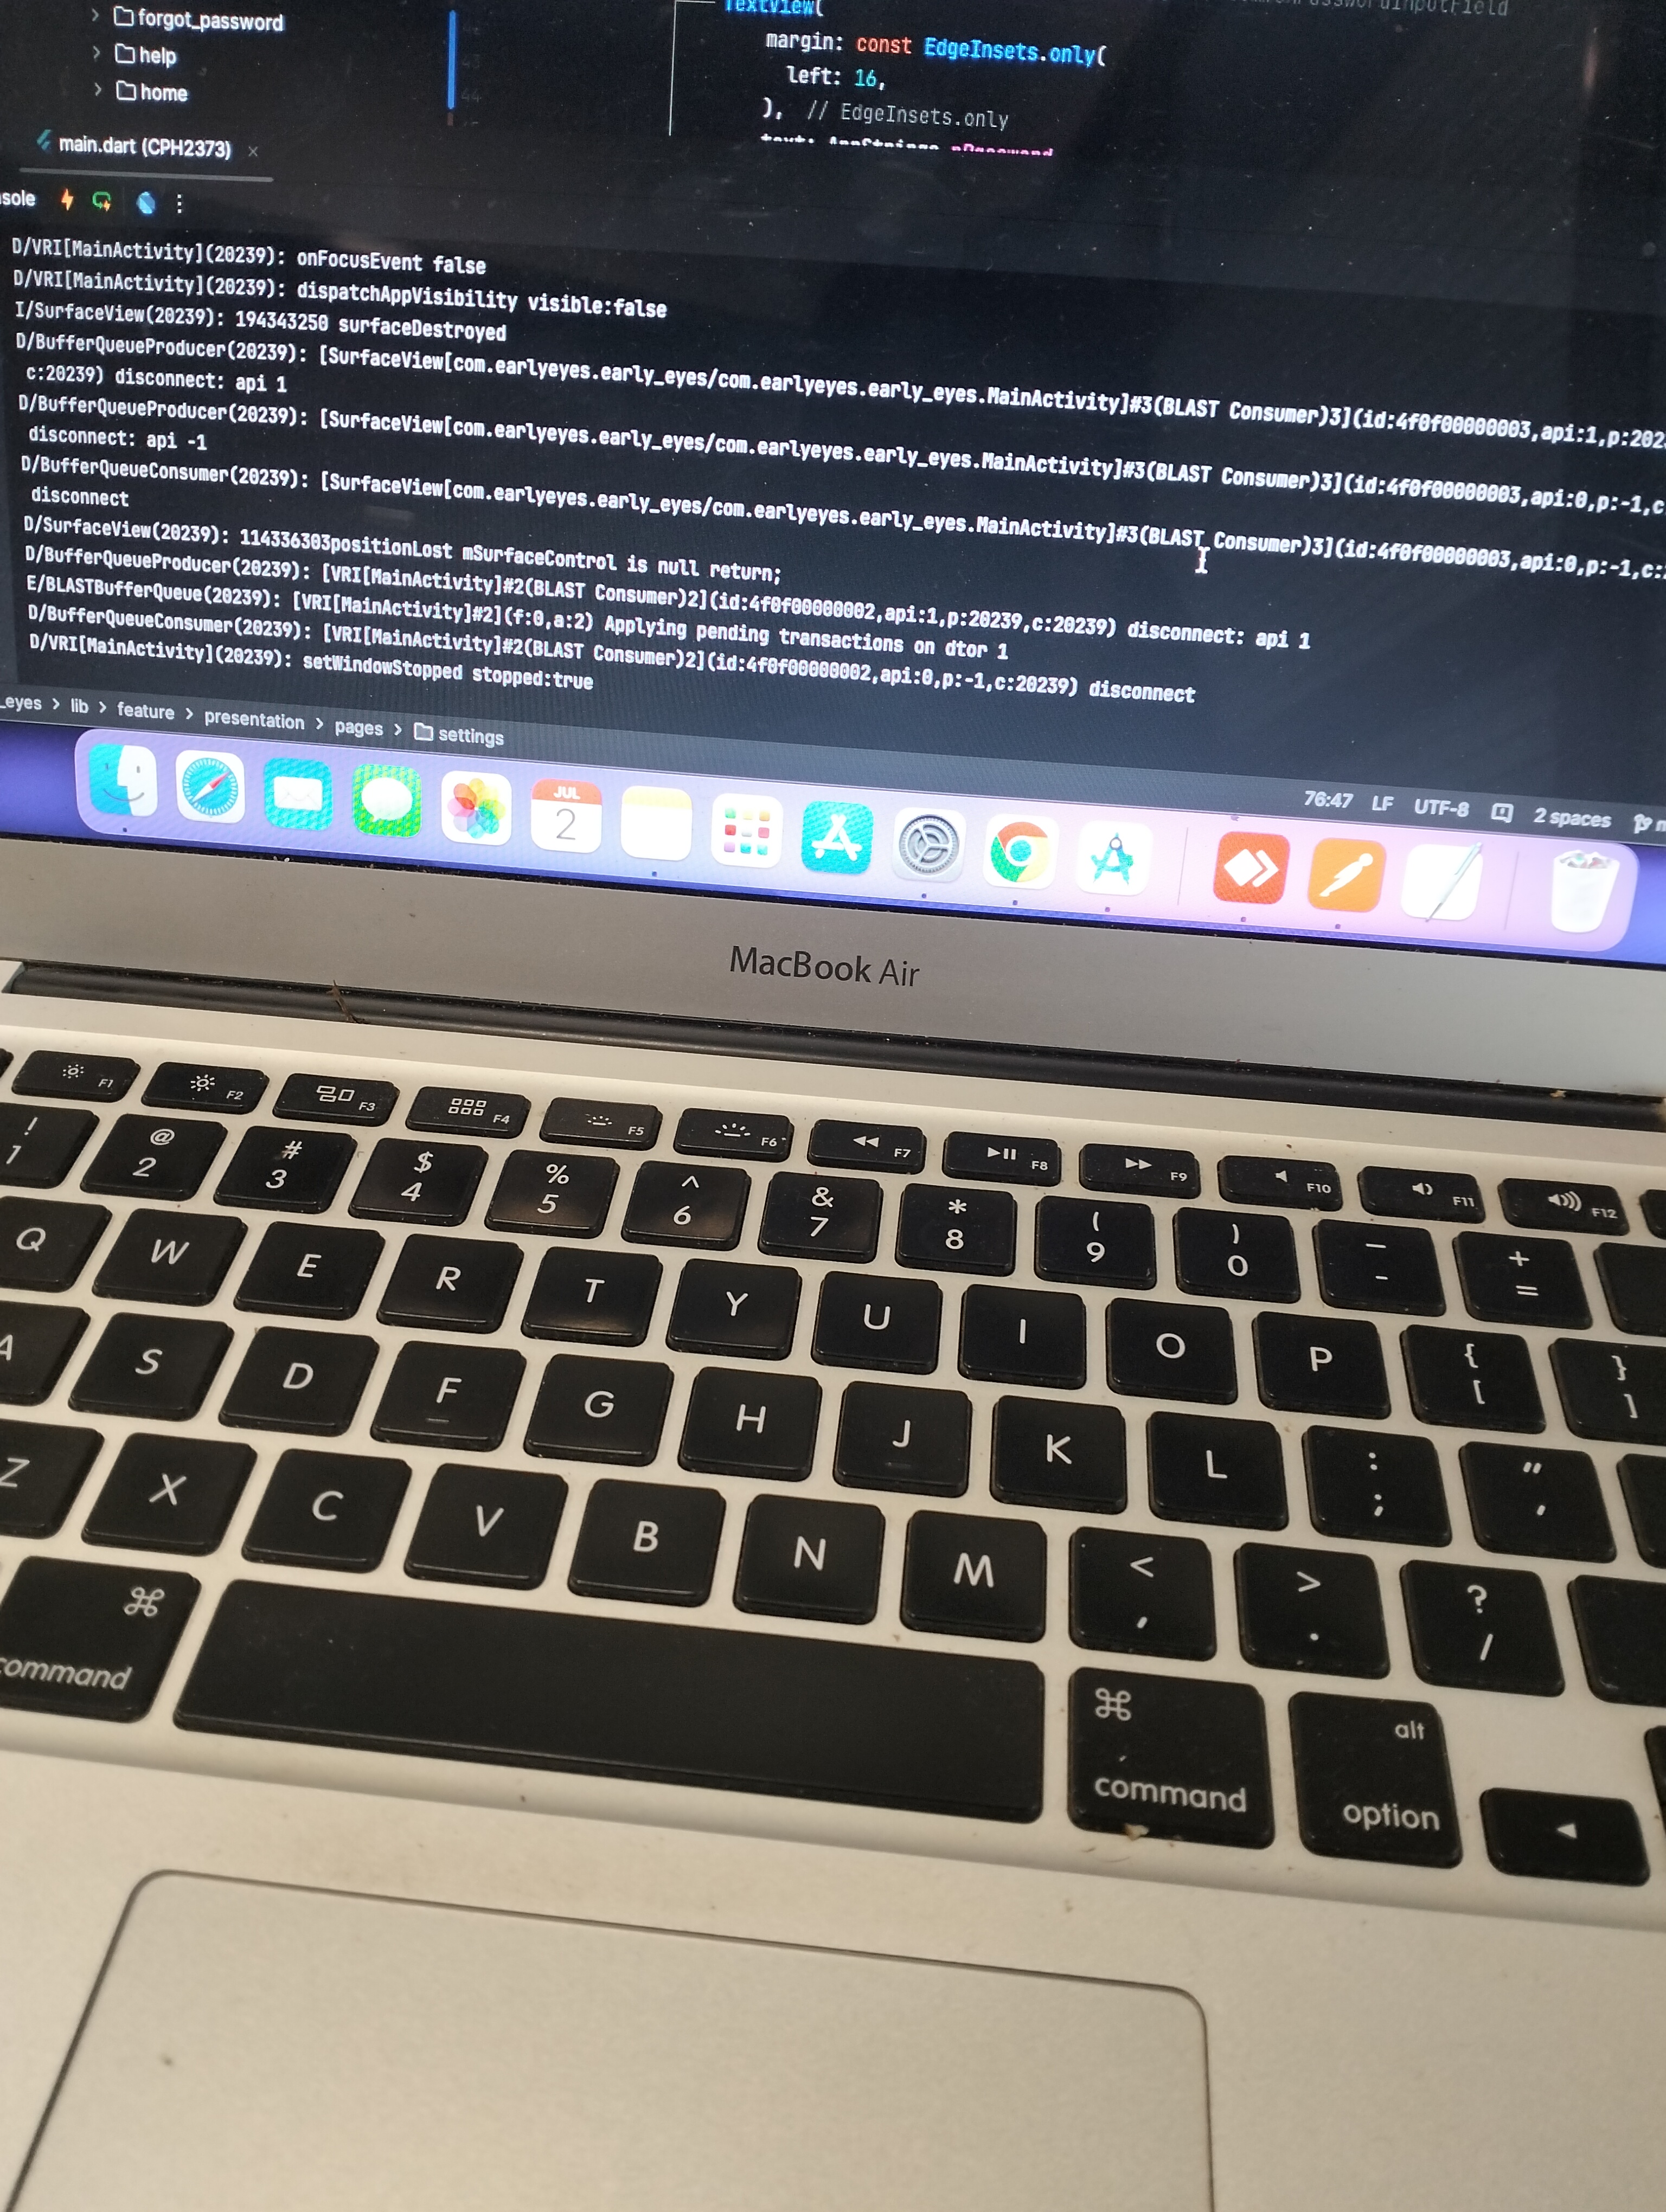 forgot_password
help
home
TextView(
margin: const EdgeInsets.only(
left: 16,
), // EdgeInsets.only
main.dart (CPH2373)
D/VRI[MainActivity](20239): onFocusEvent false
D/VRI[MainActivity](20239): dispatchAppVisibility visible:false
I/SurfaceView(20239): 194343250 surfaceDestroyed
D/BufferQueueProducer(20239): [SurfaceView[com.earlyeyes.early_eyes/com.earlyeyes.early_eyes.MainActivity]#3(BLAST Consumer)3](id:4f0f00000003,api:1,p:202
c:20239) disconnect: api 1
D/BufferQueueProducer(20239): [SurfaceView[com.earlyeyes.early_eyes/com.earlyeyes.early_eyes.MainActivity]#3(BLAST Consumer)3](id:4f0f00000003,api:0,p:-1,c
disconnect: api -1
D/BufferQueueConsumer(20239): [SurfaceView[com.earlyeyes.early_eyes/com.earlyeyes.early_eyes.MainActivity]#3(BLAST Consumer)3](id:4f0f00000003,api:0,p:-1,c:
disconnect
D/SurfaceView(20239): 114336303positionLost mSurfaceControl is null return;
D/BufferQueueProducer(20239): [VRI[MainActivity]#2(BLAST Consumer)2](id:4f0f00000002,api:1,p:20239,c:20239) disconnect: api 1
E/BLASTBufferQueue(20239): [VRI[MainActivity]#2](f:0,a:2) Applying pending transactions on dtor 1
D/BufferQueueConsumer(20239): [VRI[MainActivity]#2(BLAST Consumer)2](id:4f0f00000002,api:0,p:-1,c:20239) disconnect
D/VRI[MainActivity](20239): setWindowStopped stopped:true
_eyes > lib > feature > presentation > pages > settings
76:47 LF UTF-8 2 spaces
JUL
2
MacBook Air
F1 F2 F3 F4 F5 F6 F7 F8 F9 F10 F11 F12
! @ # $ % ^ & * ( ) — +
1 2 3 4 5 6 7 8 9 0 - =
Q W E R T Y U I O P { }
[ ]
A S D F G H J K L : "
; '
Z X C V B N M < > ?
, . /
command command alt
option